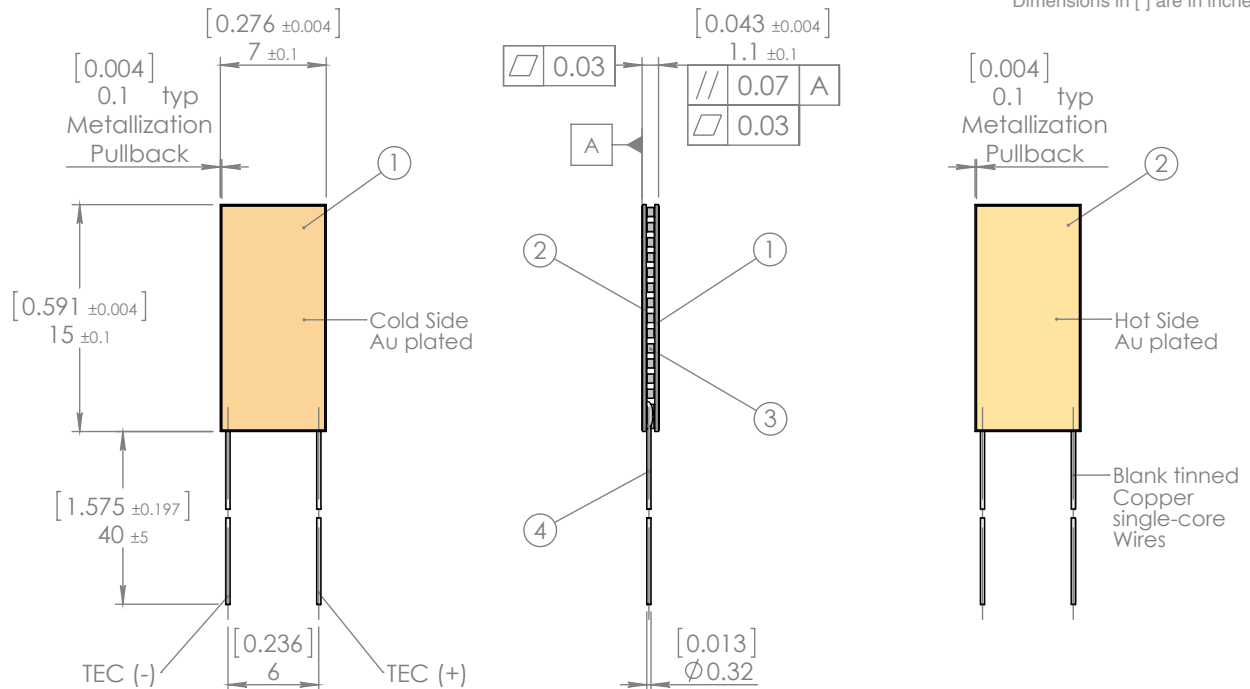 Dimensions in [ ] are in inche
[0.276 ±0.004]
7 ±0.1
[0.004]
0.1 typ
Metallization
Pullback
1
[0.591 ±0.004]
15 ±0.1
Cold Side
Au plated
[1.575 ±0.197]
40 ±5
TEC (-)
[0.236]
6
TEC (+)
[0.043 ±0.004]
1.1 ±0.1
⏥ 0.03
// 0.07 A
⏥ 0.03
A
2
1
3
4
[0.013]
Ø0.32
[0.004]
0.1 typ
Metallization
Pullback
2
Hot Side
Au plated
Blank tinned
Copper
single-core
Wires